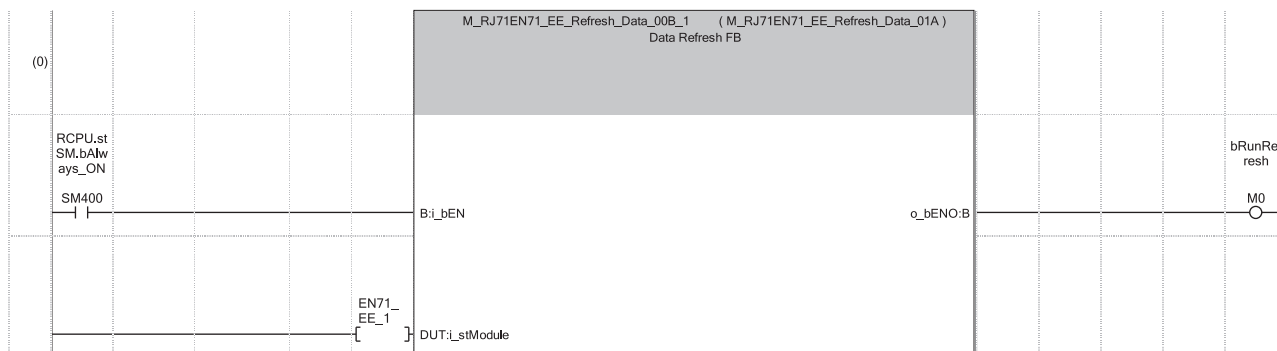 M_RJ71EN71_EE_Refresh_Data_00B_1 ( M_RJ71EN71_EE_Refresh_Data_01A )
Data Refresh FB
(0)
RCPU.st
SM.bAlw
ays_ON
SM400
B:i_bEN
o_bENO:B
bRunRe
resh
M0
EN71_
EE_1
DUT:i_stModule